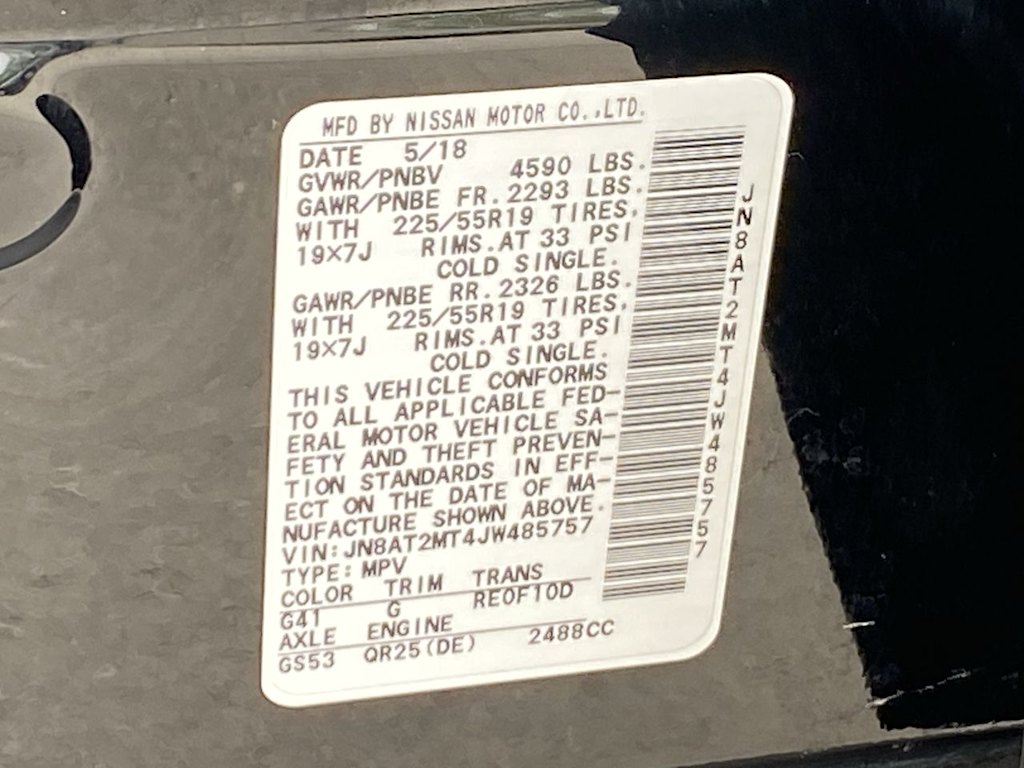 MFD BY NISSAN MOTOR CO.,LTD.
DATE 5/18
GVWR/PNBV 4590 LBS.
GAWR/PNBE FR.2293 LBS.
WITH 225/55R19 TIRES,
19×7J RIMS.AT 33 PSI
COLD SINGLE.
GAWR/PNBE RR.2326 LBS.
WITH 225/55R19 TIRES,
19×7J RIMS.AT 33 PSI
COLD SINGLE.
THIS VEHICLE CONFORMS
TO ALL APPLICABLE FED-
ERAL MOTOR VEHICLE SA-
FETY AND THEFT PREVEN-
TION STANDARDS IN EFF-
ECT ON THE DATE OF MA-
NUFACTURE SHOWN ABOVE.
VIN:JN8AT2MT4JW485757
TYPE:MPV
COLOR TRIM TRANS
G41 G RE0F10D
AXLE ENGINE
GS53 QR25(DE) 2488CC
JN8AT2MT4JW485757